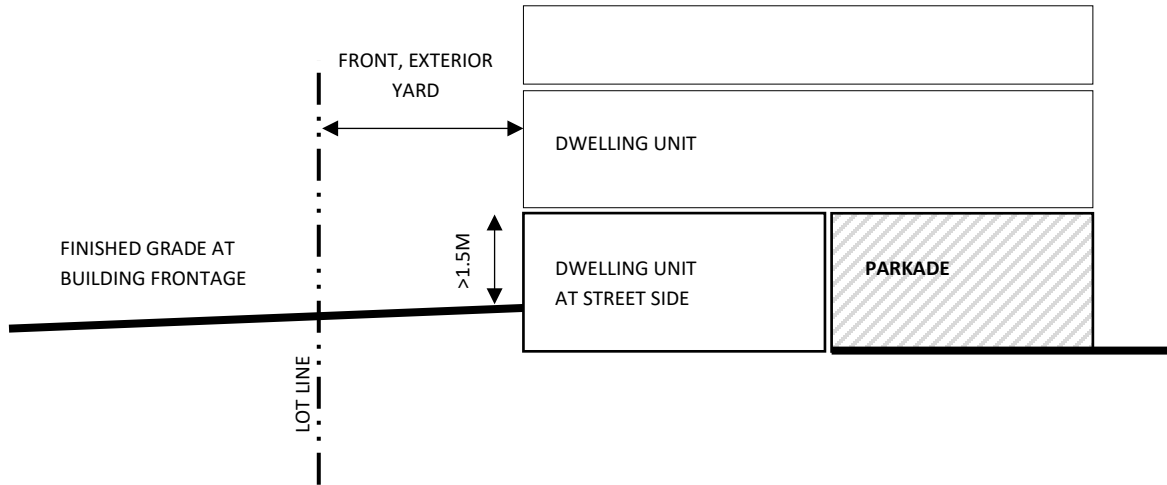 FRONT, EXTERIOR
YARD
DWELLING UNIT
FINISHED GRADE AT
BUILDING FRONTAGE
>1.5M
DWELLING UNIT
AT STREET SIDE
PARKADE
LOT LINE